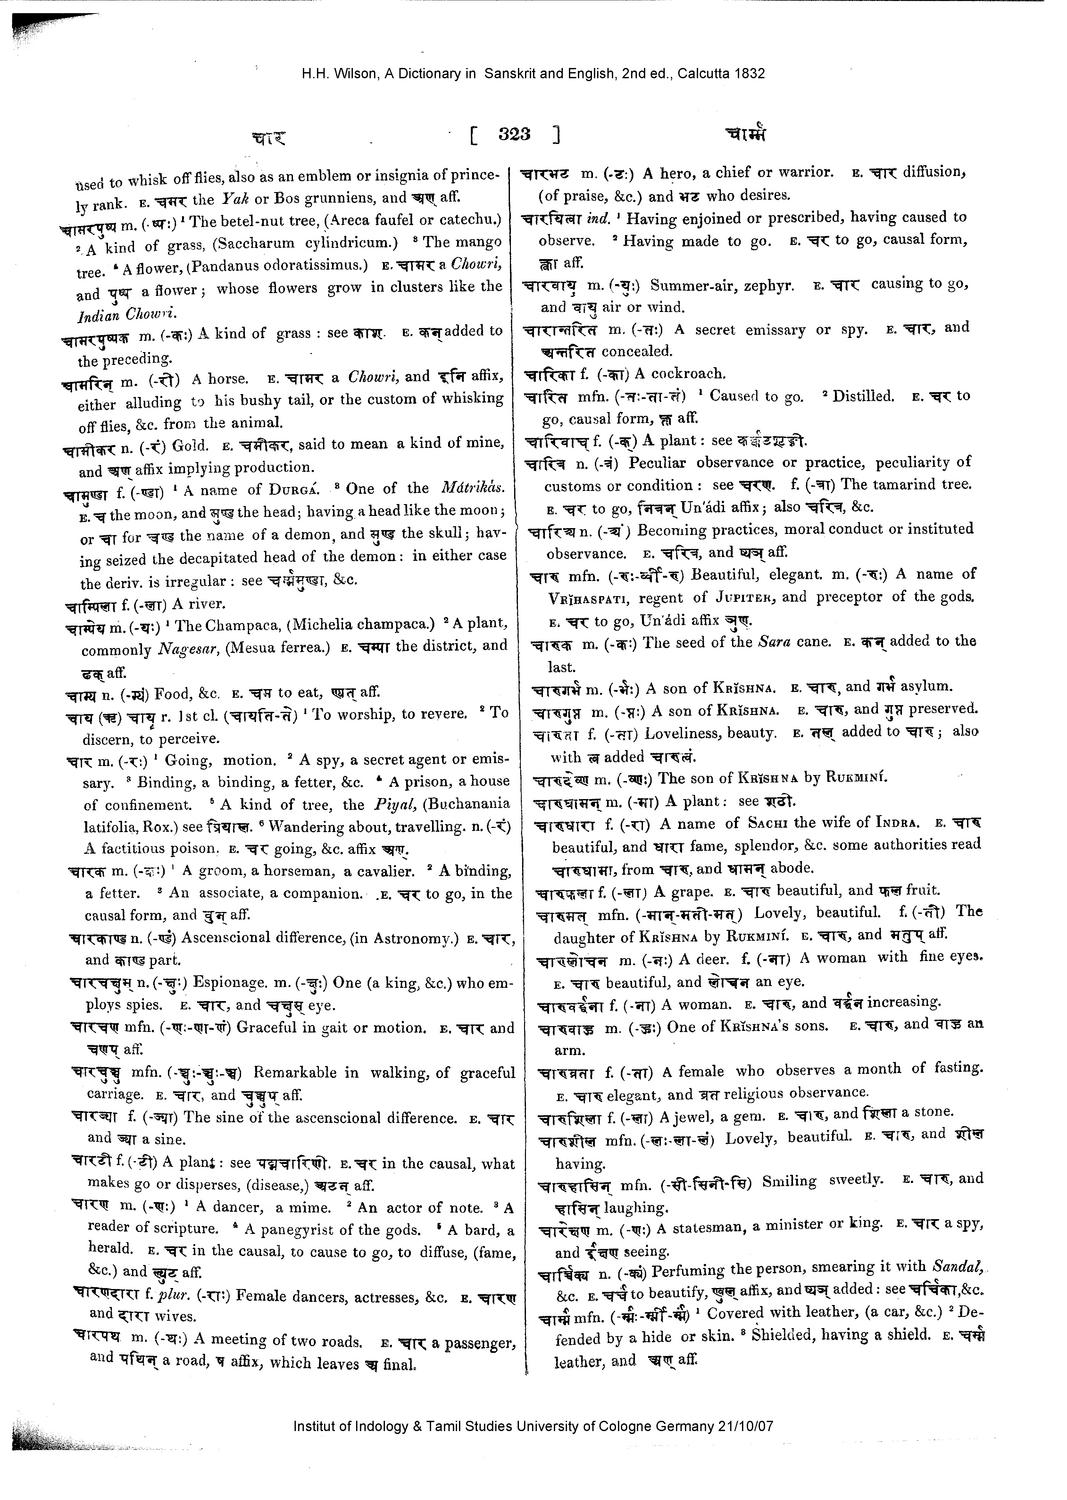 H.H. Wilson, A Dictionary in Sanskrit and English, 2nd ed., Calcutta 1832
चार
[ 323 ]
चार्म्म
used to whisk off flies, also as an emblem or insignia of prince-
ly rank. E. चमर the Yak or Bos grunniens, and अण् aff.
चामरपुष्प m. (-ष्पः) ¹ The betel-nut tree, (Areca faufel or catechu.)
² A kind of grass, (Saccharum cylindricum.) ³ The mango
tree. ⁴ A flower, (Pandanus odoratissimus.) E. चामर a Chowri,
and पुष्प a flower; whose flowers grow in clusters like the
Indian Chowri.
चामरपुष्पक m. (-कः) A kind of grass : see काश. E. कन् added to
the preceding.
चामरिन् m. (-री) A horse. E. चामर a Chowri, and इनि affix,
either alluding to his bushy tail, or the custom of whisking
off flies, &c. from the animal.
चामीकर n. (-रं) Gold. E. चमीकर, said to mean a kind of mine,
and अण् affix implying production.
चामुण्डा f. (-ण्डा) ¹ A name of DURGÁ. ² One of the Mátrikás.
E. च the moon, and मुण्ड the head; having a head like the moon;
or चा for चण्ड the name of a demon, and मुण्ड the skull; hav-
ing seized the decapitated head of the demon: in either case
the deriv. is irregular: see चर्म्ममुण्डा, &c.
चाम्पिला f. (-ला) A river.
चाम्पेय m. (-यः) ¹ The Champaca, (Michelia champaca.) ² A plant,
commonly Nagesar, (Mesua ferrea.) E. चम्पा the district, and
ढक् aff.
चाम्य n. (-म्यं) Food, &c. E. चम to eat, ण्यत् aff.
चाय (ऋ) चायृ r. 1st cl. (चायति-ते) ¹ To worship, to revere. ² To
discern, to perceive.
चार m. (-रः) ¹ Going, motion. ² A spy, a secret agent or emis-
sary. ³ Binding, a binding, a fetter, &c. ⁴ A prison, a house
of confinement. ⁵ A kind of tree, the Piyal, (Buchanania
latifolia, Rox.) see प्रियाल. ⁶ Wandering about, travelling. n. (-रं)
A factitious poison. E. चर going, &c. affix अण्.
चारक m. (-कः) ¹ A groom, a horseman, a cavalier. ² A binding,
a fetter. ³ An associate, a companion. E. चर to go, in the
causal form, and वुन् aff.
चारकाण्ड n. (-ण्डं) Ascenscional difference, (in Astronomy.) E. चार,
and काण्ड part.
चारचक्षुस् n. (-क्षुः) Espionage. m. (-क्षुः) One (a king, &c.) who em-
ploys spies. E. चार, and चक्षुस् eye.
चारचण mfn. (-णः-णा-णं) Graceful in gait or motion. E. चार and
चणप् aff.
चारचुञ्चु mfn. (-ञ्चुः-ञ्चुः-ञ्चु) Remarkable in walking, of graceful
carriage. E. चार, and चुञ्चुप् aff.
चारज्या f. (-ज्या) The sine of the ascenscional difference. E. चार
and ज्या a sine.
चारटी f. (-टी) A plant: see पद्मचारिणी. E. चर in the causal, what
makes go or disperses, (disease,) अटन् aff.
चारण m. (-णः) ¹ A dancer, a mime. ² An actor of note. ³ A
reader of scripture. ⁴ A panegyrist of the gods. ⁵ A bard, a
herald. E. चर in the causal, to cause to go, to diffuse, (fame,
&c.) and ल्युट aff.
चारणदारा f. plur. (-राः) Female dancers, actresses, &c. E. चारण
and दारा wives.
चारपथ m. (-थः) A meeting of two roads. E. चार a passenger,
and पथिन् a road, ष affix, which leaves अ final.
चारभट m. (-टः) A hero, a chief or warrior. E. चार diffusion,
(of praise, &c.) and भट who desires.
चारयित्वा ind. ¹ Having enjoined or prescribed, having caused to
observe. ² Having made to go. E. चर to go, causal form,
क्त्वा aff.
चारवायु m. (-युः) Summer-air, zephyr. E. चार causing to go,
and वायु air or wind.
चारान्तरित m. (-तः) A secret emissary or spy. E. चार, and
अन्तरित concealed.
चारिका f. (-का) A cockroach.
चारित mfn. (-तः-ता-तं) ¹ Caused to go. ² Distilled. E. चर to
go, causal form, क्त aff.
चारिवाच् f. (-क्) A plant: see कर्कटशृङ्गी.
चारित्र n. (-त्रं) Peculiar observance or practice, peculiarity of
customs or condition: see चरण. f. (-त्रा) The tamarind tree.
E. चर to go, णित्रन् Un'ádi affix; also चरित्र, &c.
चारित्र्य n. (-त्र्यं) Becoming practices, moral conduct or instituted
observance. E. चरित्र, and ष्यञ् aff.
चारु mfn. (-रुः-र्व्वी-रु) Beautiful, elegant. m. (-रुः) A name of
VRĬHASPATI, regent of JUPITER, and preceptor of the gods.
E. चर to go, Un'ádi affix ञुण्.
चारुक m. (-कः) The seed of the Sara cane. E. कन् added to the
last.
चारुगर्भ m. (-र्भः) A son of KRĬSHNA. E. चारु, and गर्भ asylum.
चारुगुप्त m. (-प्तः) A son of KRĬSHNA. E. चारु, and गुप्त preserved.
चारुता f. (-ता) Loveliness, beauty. E. तल् added to चारु; also
with त्व added चारुत्वं.
चारुदेष्ण m. (-ष्णः) The son of KRĬSHNA by RUKMINÍ.
चारुधामन् m. (-मा) A plant: see शटी.
चारुधारा f. (-रा) A name of SACHI the wife of INDRA. E. चारु
beautiful, and धारा fame, splendor, &c. some authorities read
चारुधामा, from चारु, and धामन् abode.
चारुफला f. (-ला) A grape. E. चारु beautiful, and फल fruit.
चारुमत् mfn. (-मान्-मती-मत्) Lovely, beautiful. f. (-ती) The
daughter of KRĬSHNA by RUKMINÍ. E. चारु, and मतुप् aff.
चारुलोचन m. (-नः) A deer. f. (-ना) A woman with fine eyes.
E. चारु beautiful, and लोचन an eye.
चारुवर्द्धना f. (-ना) A woman. E. चारु, and वर्द्धन increasing.
चारुवाङ m. (-ङः) One of KRĬSHNA'S sons. E. चारु, and वाङ an
arm.
चारुव्रता f. (-ता) A female who observes a month of fasting.
E. चारु elegant, and व्रत religious observance.
चारुशिला f. (-ला) A jewel, a gem. E. चारु, and शिला a stone.
चारुशील mfn. (-लः-ला-लं) Lovely, beautiful. E. चारु, and शील
having.
चारुहासिन् mfn. (-सी-सिनी-सि) Smiling sweetly. E. चारु, and
हासिन् laughing.
चारेक्षण m. (-णः) A statesman, a minister or king. E. चार a spy,
and ईक्षण seeing.
चार्चिक्य n. (-क्यं) Perfuming the person, smearing it with Sandal,
&c. E. चर्च to beautify, ण्वुल् affix, and ष्यञ् added: see चर्चिका, &c.
चार्म्म mfn. (-र्म्मः-र्म्मी-र्म्मं) ¹ Covered with leather, (a car, &c.) ² De-
fended by a hide or skin. ³ Shielded, having a shield. E. चर्म्म
leather, and अण् aff.
Institut of Indology & Tamil Studies University of Cologne Germany 21/10/07